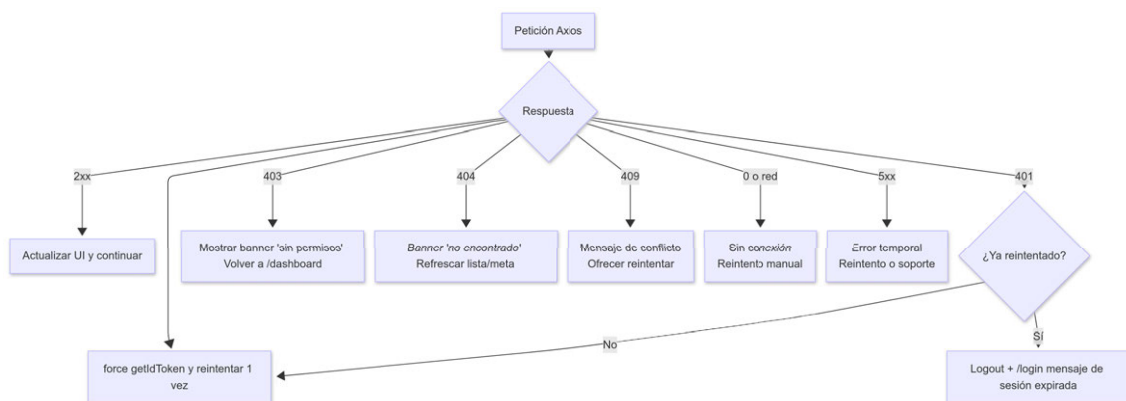 Petición Axios
Respuesta
2xx
403
404
409
0 o red
5xx
401
Actualizar UI y continuar
Mostrar banner 'sin permisos'
Volver a /dashboard
Banner 'no encontrado'
Refrescar lista/meta
Mensaje de conflicto
Ofrecer reintentar
Sin conexión
Reintento manual
Error temporal
Reintento o soporte
¿Ya reintentado?
No
Sí
force getIdToken y reintentar 1
vez
Logout + /login mensaje de
sesión expirada